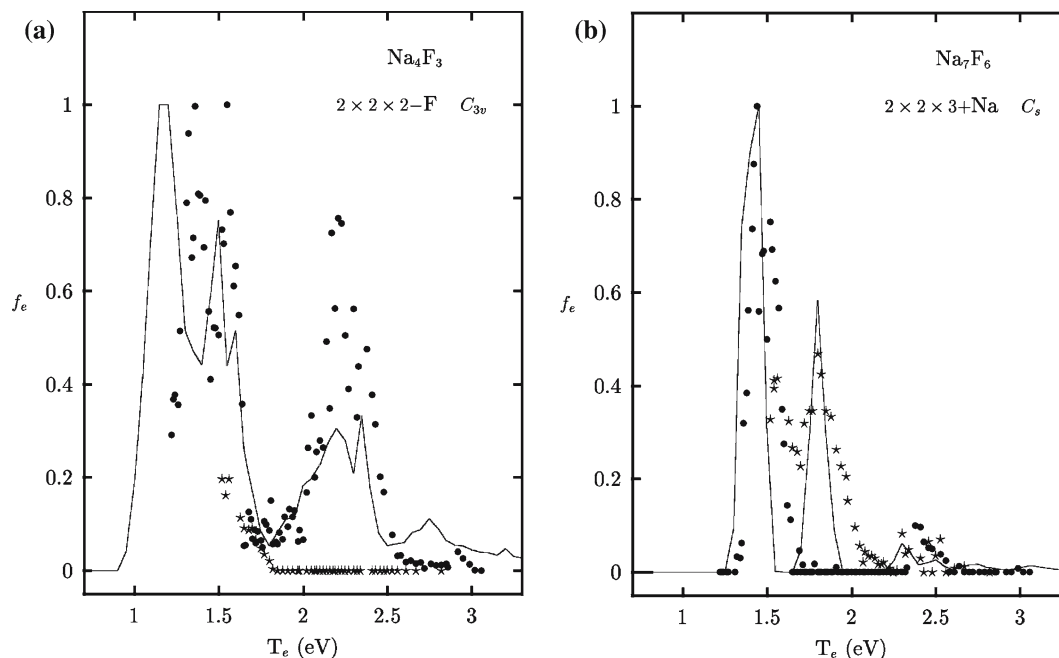 (a)
Na₄F₃
2 × 2 × 2−F C₃ᵥ
1
0.8
0.6
fₑ
0.4
0.2
0
1 1.5 2 2.5 3
Tₑ (eV)
(b)
Na₇F₆
2 × 2 × 3+Na Cₛ
1
0.8
0.6
fₑ
0.4
0.2
0
1 1.5 2 2.5 3
Tₑ (eV)